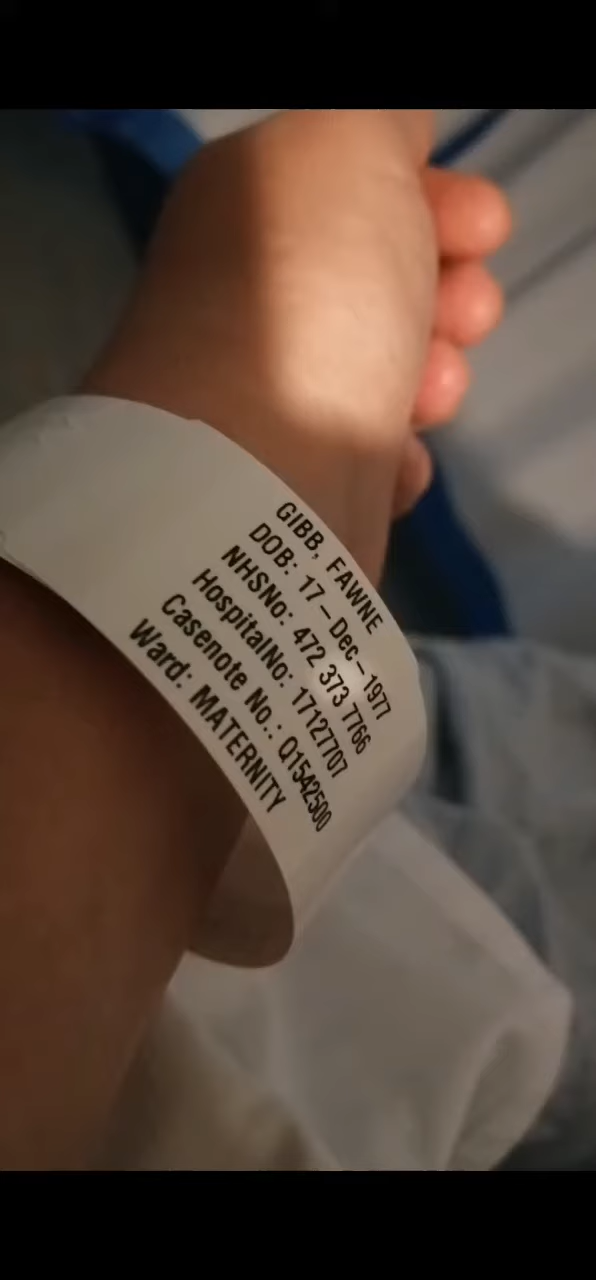 GIBB, FAWNE
DOB: 17-Dec-1977
NHSNo: 472 373 7766
HospitalNo: 17127707
Casenote No.: Q1542500
Ward: MATERNITY